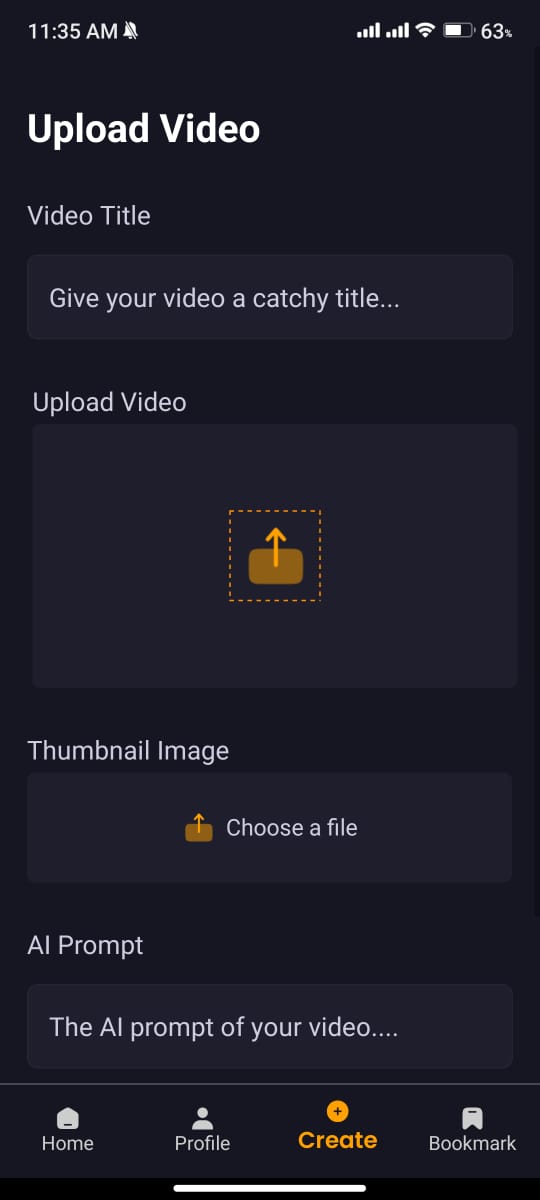 11:35 AM 63%
Upload Video
Video Title
Give your video a catchy title...
Upload Video
Thumbnail Image
Choose a file
AI Prompt
The AI prompt of your video....
Home Profile Create Bookmark